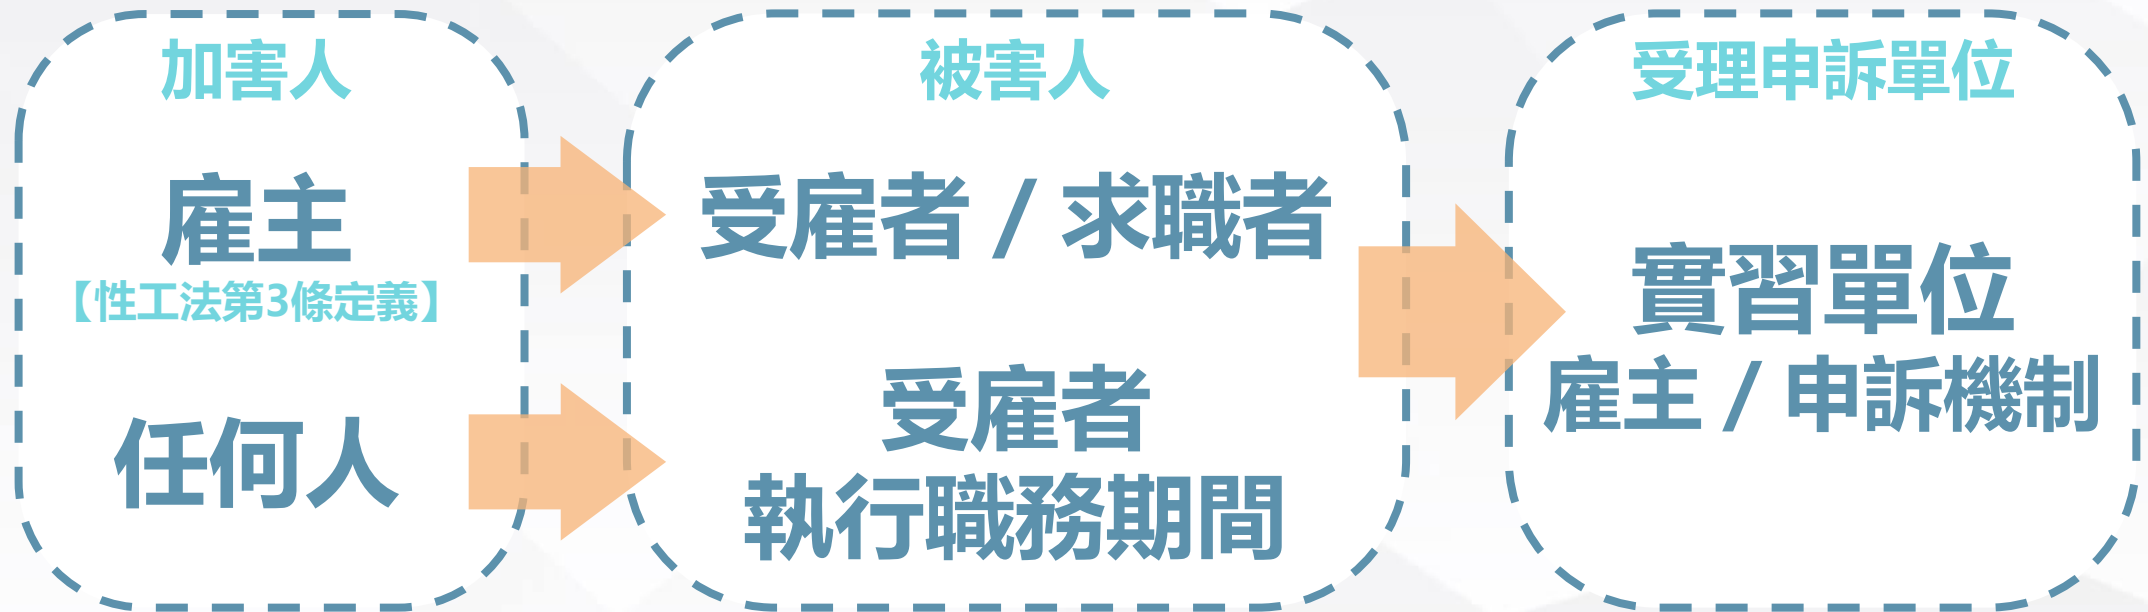 加害人
雇主
【性工法第3條定義】
任何人
被害人
受雇者/求職者
受雇者
執行職務期間
受理申訴單位
實習單位
雇主/申訴機制